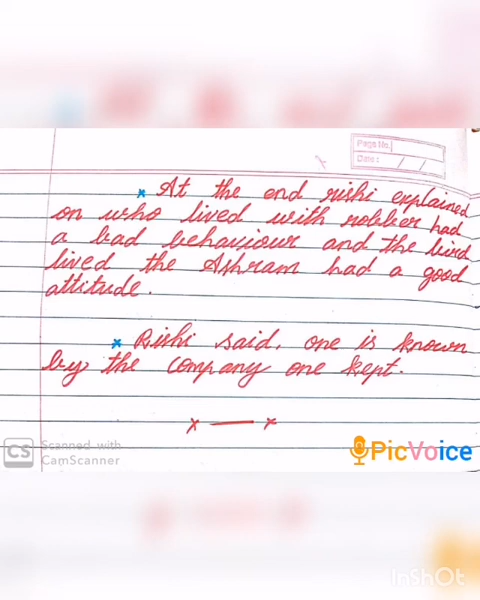 Page No.
Date : / /
x At the end rishi explained
on who lived with robber had
a bad behaviour and the bird
lived the Ashram had a good
attitude.
x Rishi said, one is known
by the company one kept.
x — x
CS Scanned with
CamScanner
PicVoice
InShOt